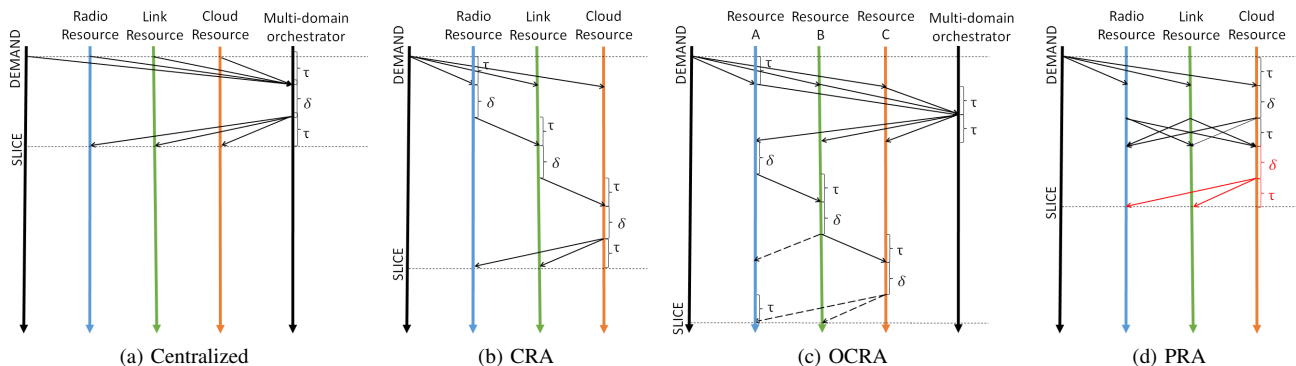 Radio
Resource
Link
Resource
Cloud
Resource
Multi-domain
orchestrator
DEMAND
SLICE
τ
δ
τ
(a) Centralized
Radio
Resource
Link
Resource
Cloud
Resource
DEMAND
SLICE
τ
δ
τ
δ
τ
δ
τ
(b) CRA
Resource
A
Resource
B
Resource
C
Multi-domain
orchestrator
DEMAND
SLICE
τ
τ
τ
δ
τ
δ
τ
δ
τ
(c) OCRA
Radio
Resource
Link
Resource
Cloud
Resource
DEMAND
SLICE
τ
δ
τ
δ
τ
(d) PRA